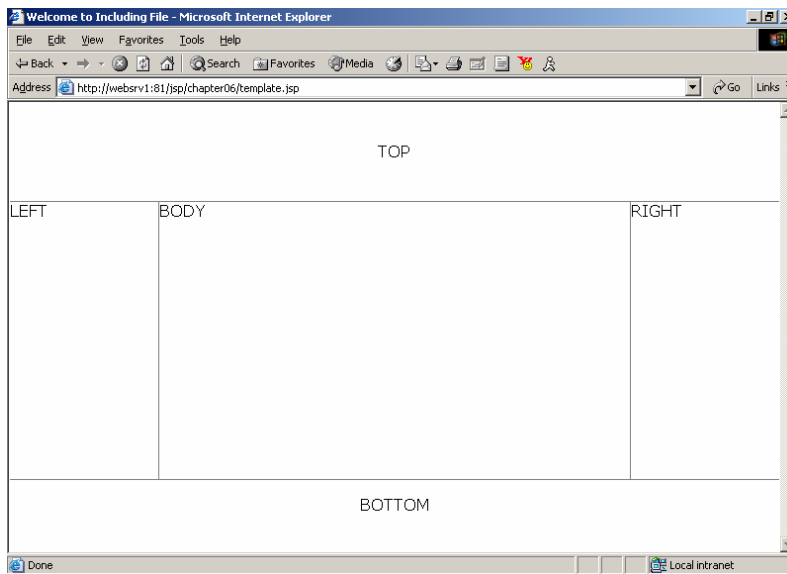 Welcome to Including File - Microsoft Internet Explorer
File Edit View Favorites Tools Help
Back Search Favorites Media
Address http://websrv1:81/jsp/chapter06/template.jsp Go Links
TOP
LEFT BODY RIGHT
BOTTOM
Done Local intranet